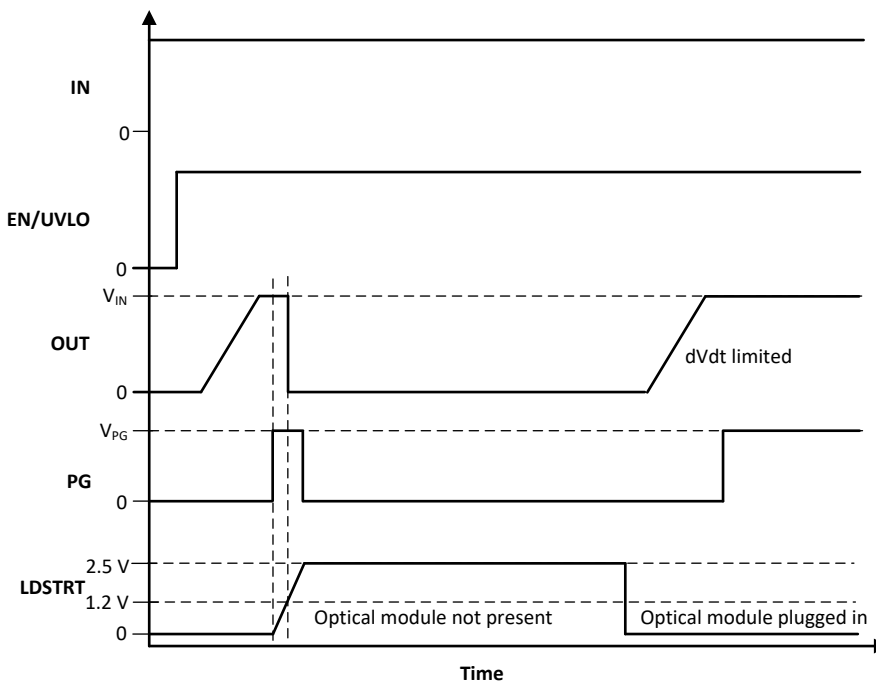 IN
0
EN/UVLO
0
V_IN
OUT
dVdt limited
0
V_PG
PG
0
2.5 V
LDSTRT
1.2 V
Optical module not present
Optical module plugged in
0
Time